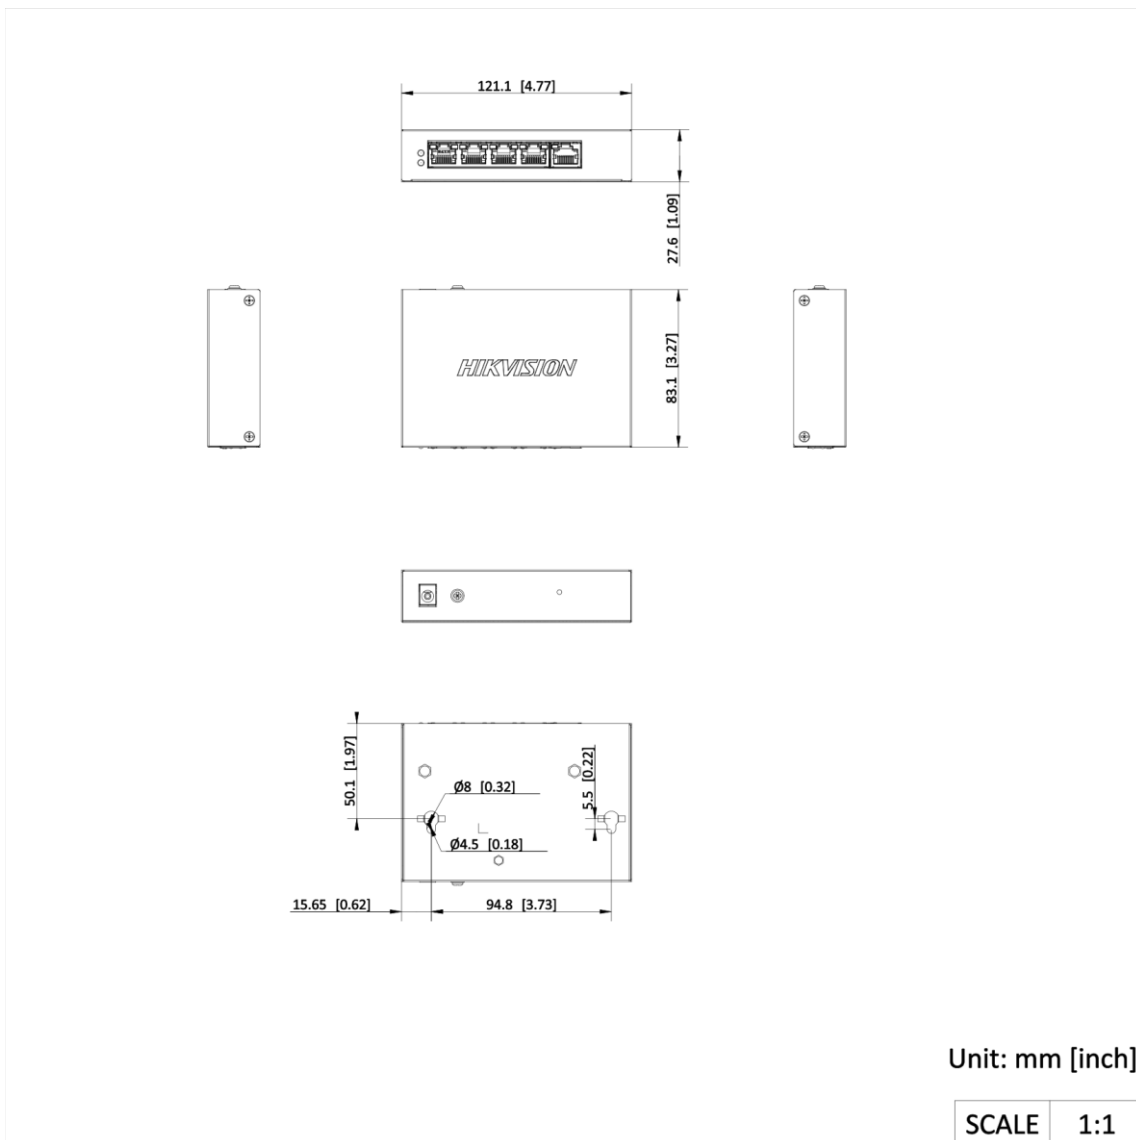 121.1 [4.77]
27.6 [1.09]
HIKVISION
83.1 [3.27]
50.1 [1.97]
5.5 [0.22]
Ø8 [0.32]
Ø4.5 [0.18]
15.65 [0.62]
94.8 [3.73]
Unit: mm [inch]
SCALE 1:1